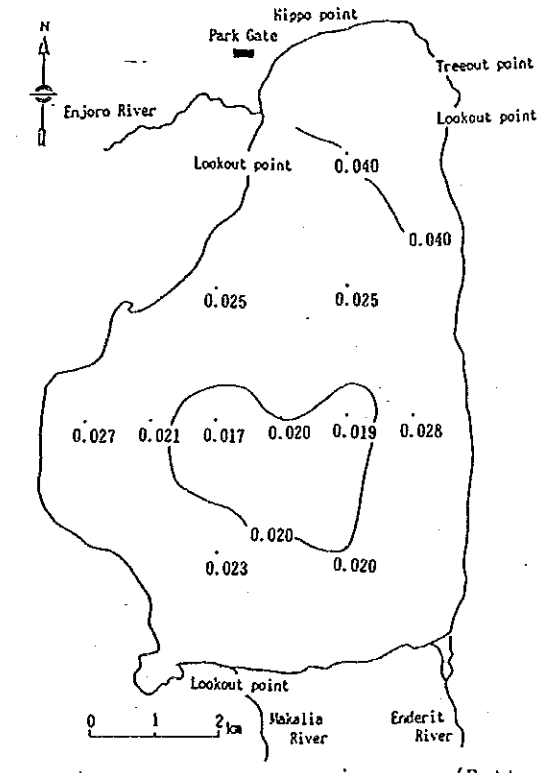 Hippo point
N
Park Gate
Treeout point
Enjoro River
Lookout point
Lookout point
0.040
0.040
0.025
0.025
0.027
0.021
0.017
0.020
0.019
0.028
0.020
0.023
0.020
Lookout point
0 1 2 km
Makalia
River
Enderit
River